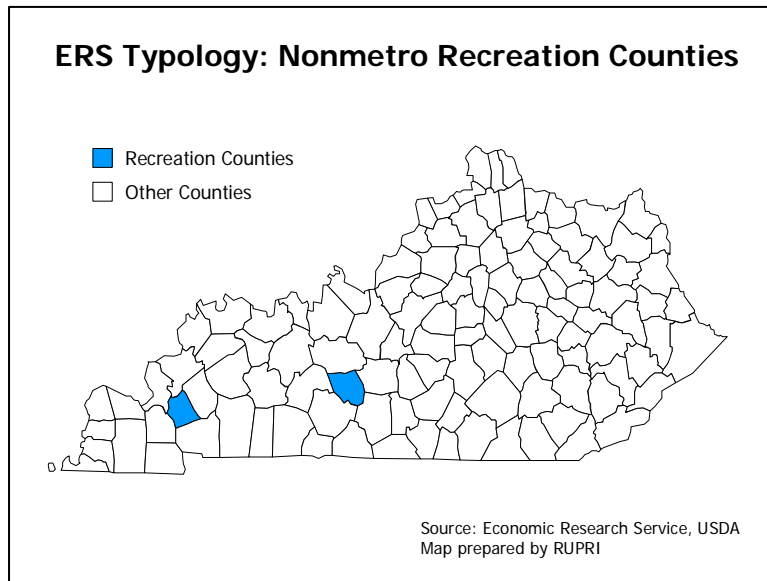 ERS Typology: Nonmetro Recreation Counties
Recreation Counties
Other Counties
Source: Economic Research Service, USDA
Map prepared by RUPRI